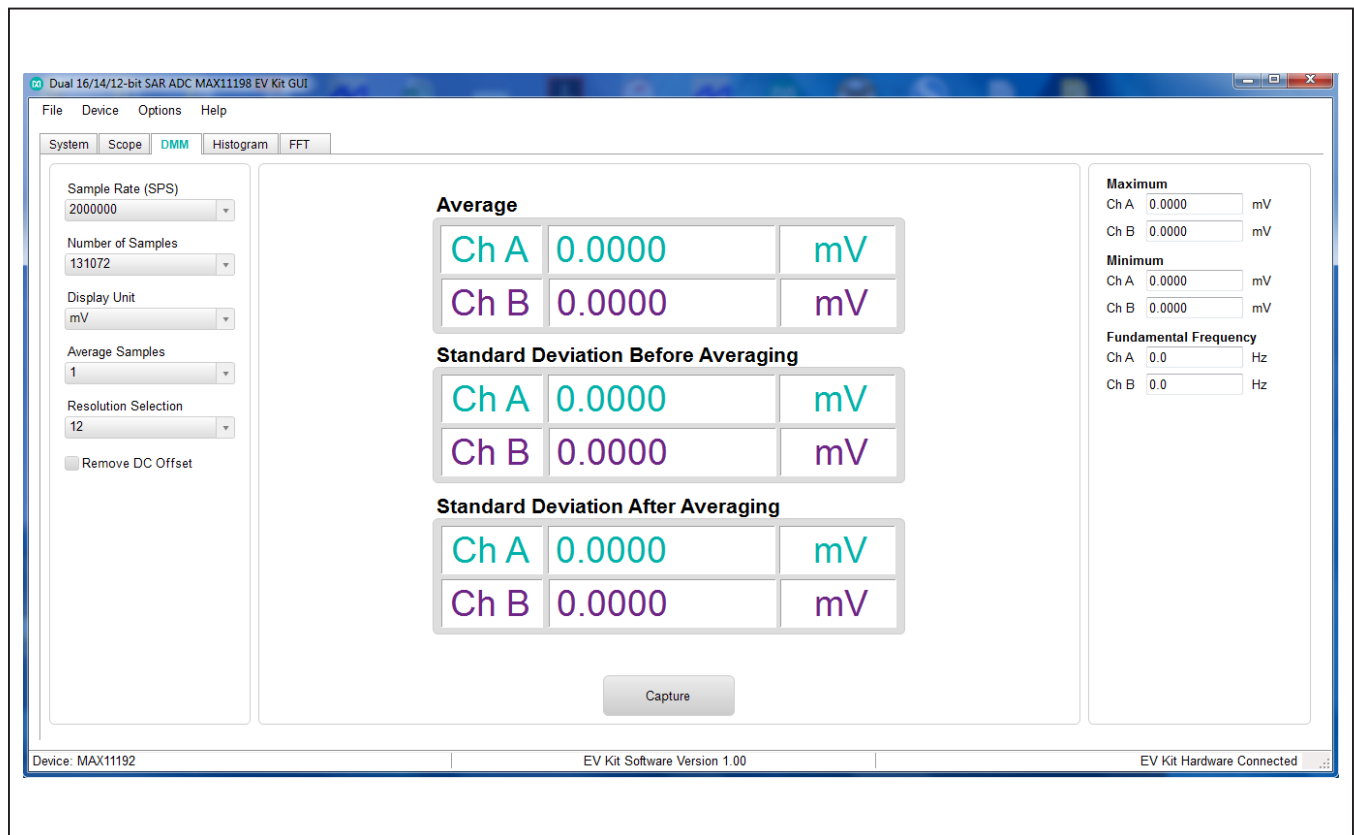 Dual 16/14/12-bit SAR ADC MAX11198 EV Kit GUI
File Device Options Help
System Scope DMM Histogram FFT
Sample Rate (SPS)
2000000
Number of Samples
131072
Display Unit
mV
Average Samples
1
Resolution Selection
12
Remove DC Offset
Average
Ch A 0.0000 mV
Ch B 0.0000 mV
Standard Deviation Before Averaging
Ch A 0.0000 mV
Ch B 0.0000 mV
Standard Deviation After Averaging
Ch A 0.0000 mV
Ch B 0.0000 mV
Capture
Maximum
Ch A 0.0000 mV
Ch B 0.0000 mV
Minimum
Ch A 0.0000 mV
Ch B 0.0000 mV
Fundamental Frequency
Ch A 0.0 Hz
Ch B 0.0 Hz
Device: MAX11192 EV Kit Software Version 1.00 EV Kit Hardware Connected